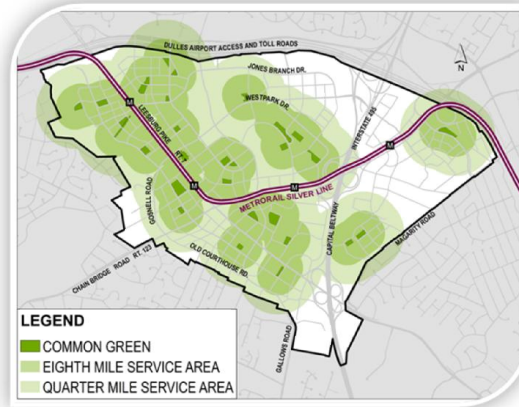 DULLES AIRPORT ACCESS AND TOLL ROADS
JONES BRANCH DR.
N
WESTPARK DR.
M
LEESBURG PIKE RT 7
INTERSTATE 495
M
M
M
METRORAIL SILVER LINE
GOSNELL ROAD
CAPITAL BELTWAY
MAGARITY ROAD
OLD COURTHOUSE RD.
CHAIN BRIDGE ROAD RT. 123
GALLOWS ROAD
LEGEND
COMMON GREEN
EIGHTH MILE SERVICE AREA
QUARTER MILE SERVICE AREA